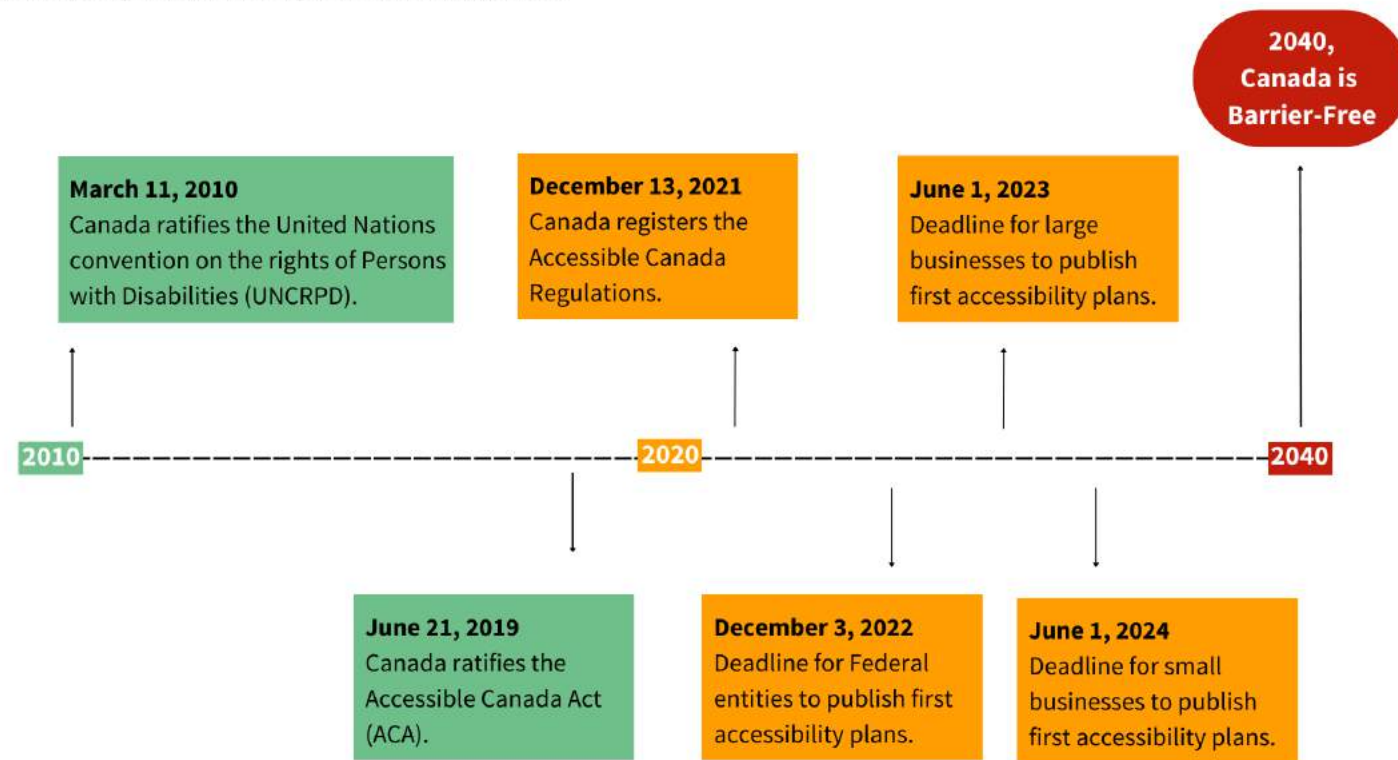 2040,
Canada is
Barrier-Free
March 11, 2010
Canada ratifies the United Nations
convention on the rights of Persons
with Disabilities (UNCRPD).
December 13, 2021
Canada registers the
Accessible Canada
Regulations.
June 1, 2023
Deadline for large
businesses to publish
first accessibility plans.
2010
2020
2040
June 21, 2019
Canada ratifies the
Accessible Canada Act
(ACA).
December 3, 2022
Deadline for Federal
entities to publish first
accessibility plans.
June 1, 2024
Deadline for small
businesses to publish
first accessibility plans.